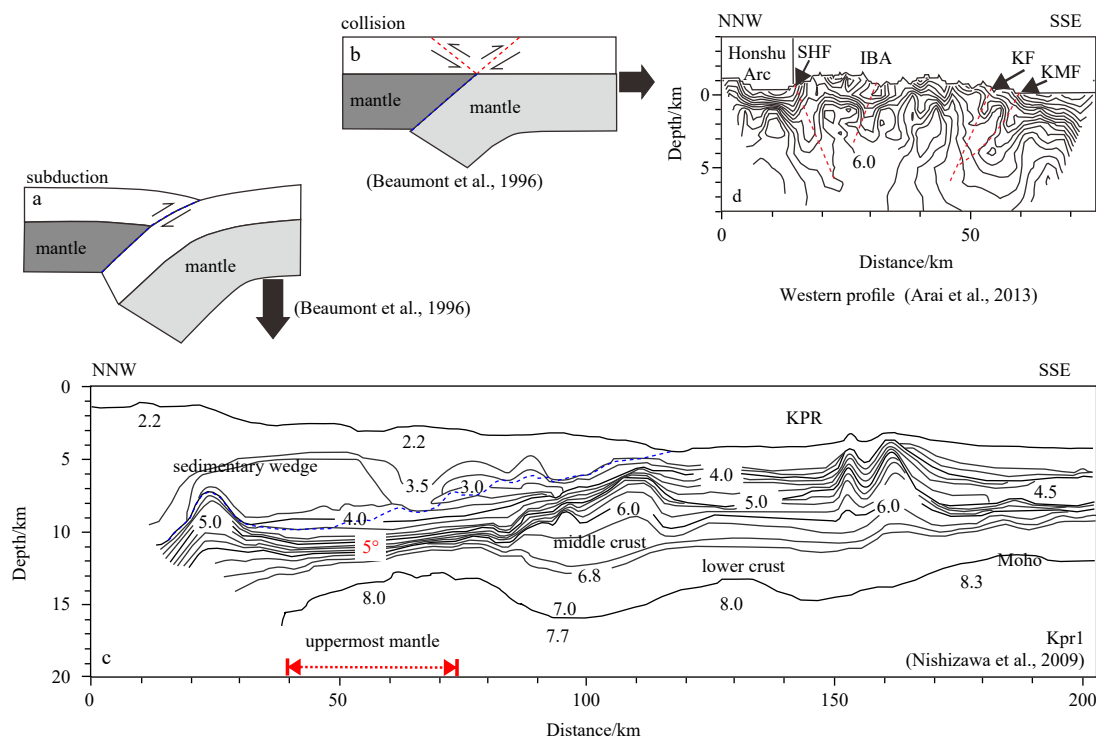 subduction
a
mantle
mantle
(Beaumont et al., 1996)
collision
b
mantle
mantle
(Beaumont et al., 1996)
NNW
SSE
Honshu
Arc
SHF
IBA
KF
KMF
Depth/km
0
5
6.0
d
0
50
Distance/km
Western profile (Arai et al., 2013)
NNW
SSE
Depth/km
0
5
10
15
20
2.2
2.2
KPR
sedimentary wedge
3.5
3.0
4.0
4.5
5.0
4.0
5.0
6.0
6.0
5°
middle crust
6.8
lower crust
Moho
8.0
7.0
8.0
8.3
7.7
uppermost mantle
c
Kpr1
(Nishizawa et al., 2009)
0
50
100
150
200
Distance/km